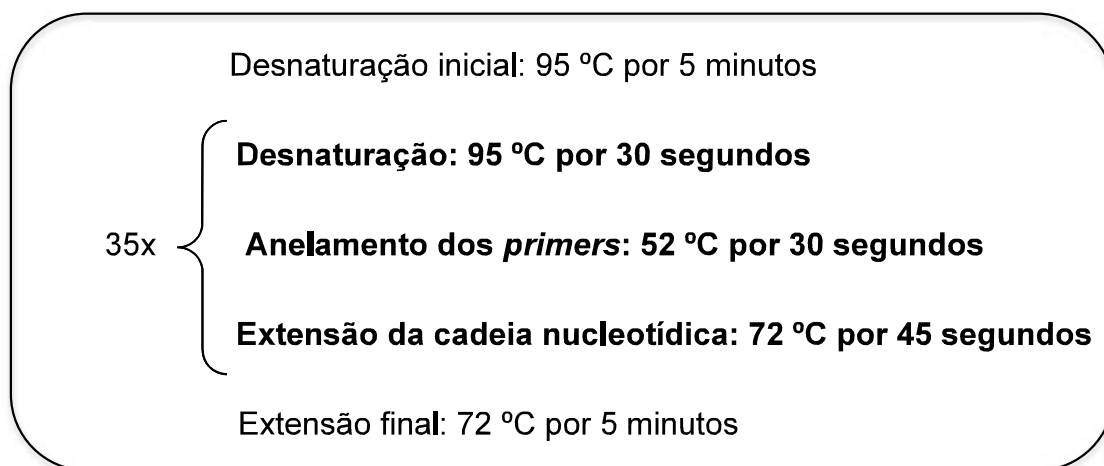 Desnaturação inicial: 95 ºC por 5 minutos
Desnaturação: 95 ºC por 30 segundos
35x
Anelamento dos primers: 52 ºC por 30 segundos
Extensão da cadeia nucleotídica: 72 ºC por 45 segundos
Extensão final: 72 ºC por 5 minutos